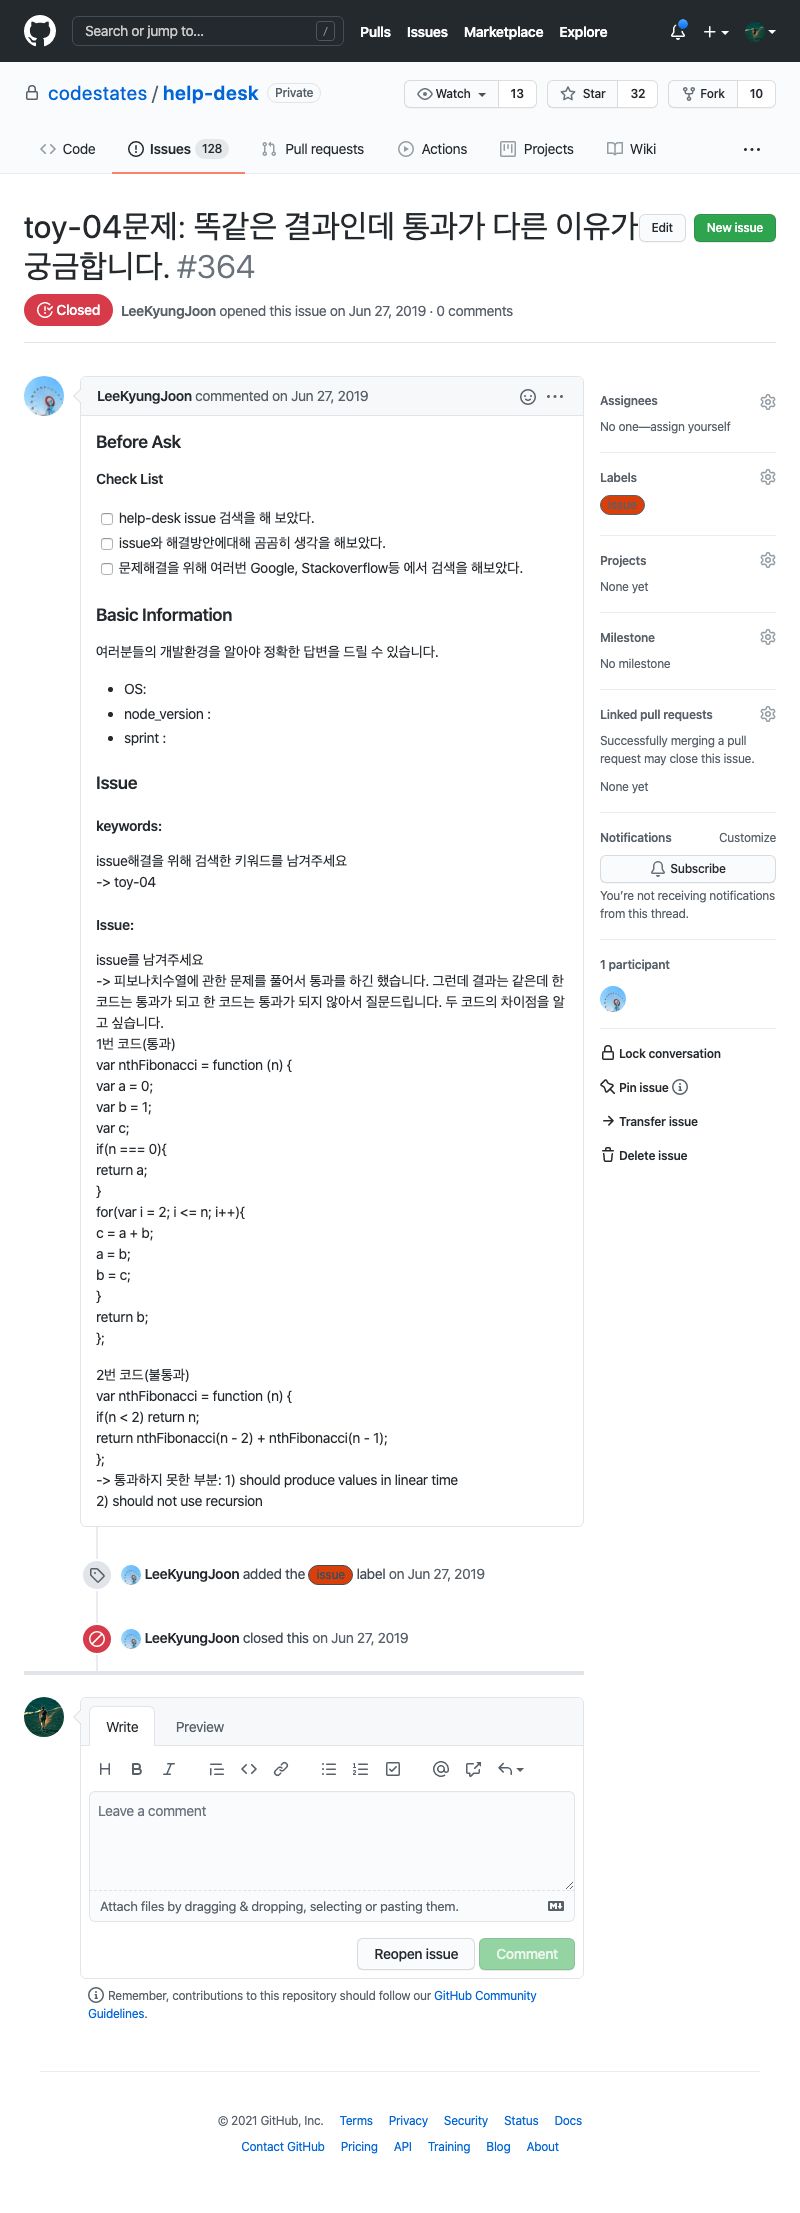 Search or jump to... /
Pulls Issues Marketplace Explore
codestates / help-desk Private
Watch 13 Star 32 Fork 10
Code Issues 128 Pull requests Actions Projects Wiki
toy-04문제: 똑같은 결과인데 통과가 다른 이유가
궁금합니다. #364
Edit New issue
Closed LeeKyungJoon opened this issue on Jun 27, 2019 · 0 comments
LeeKyungJoon commented on Jun 27, 2019
Before Ask
Check List
help-desk issue 검색을 해 보았다.
issue와 해결방안에대해 곰곰히 생각을 해보았다.
문제해결을 위해 여러번 Google, Stackoverflow등 에서 검색을 해보았다.
Basic Information
여러분들의 개발환경을 알아야 정확한 답변을 드릴 수 있습니다.
OS:
node_version :
sprint :
Issue
keywords:
issue해결을 위해 검색한 키워드를 남겨주세요
-> toy-04
Issue:
issue를 남겨주세요
-> 피보나치수열에 관한 문제를 풀어서 통과를 하긴 했습니다. 그런데 결과는 같은데 한
코드는 통과가 되고 한 코드는 통과가 되지 않아서 질문드립니다. 두 코드의 차이점을 알
고 싶습니다.
1번 코드(통과)
var nthFibonacci = function (n) {
var a = 0;
var b = 1;
var c;
if(n === 0){
return a;
}
for(var i = 2; i <= n; i++){
c = a + b;
a = b;
b = c;
}
return b;
};
2번 코드(불통과)
var nthFibonacci = function (n) {
if(n < 2) return n;
return nthFibonacci(n - 2) + nthFibonacci(n - 1);
};
-> 통과하지 못한 부분: 1) should produce values in linear time
2) should not use recursion
Assignees
No one—assign yourself
Labels
issue
Projects
None yet
Milestone
No milestone
Linked pull requests
Successfully merging a pull
request may close this issue.
None yet
Notifications Customize
Subscribe
You're not receiving notifications
from this thread.
1 participant
Lock conversation
Pin issue
Transfer issue
Delete issue
LeeKyungJoon added the issue label on Jun 27, 2019
LeeKyungJoon closed this on Jun 27, 2019
Write Preview
Leave a comment
Attach files by dragging & dropping, selecting or pasting them.
Reopen issue Comment
Remember, contributions to this repository should follow our GitHub Community
Guidelines.
© 2021 GitHub, Inc. Terms Privacy Security Status Docs
Contact GitHub Pricing API Training Blog About